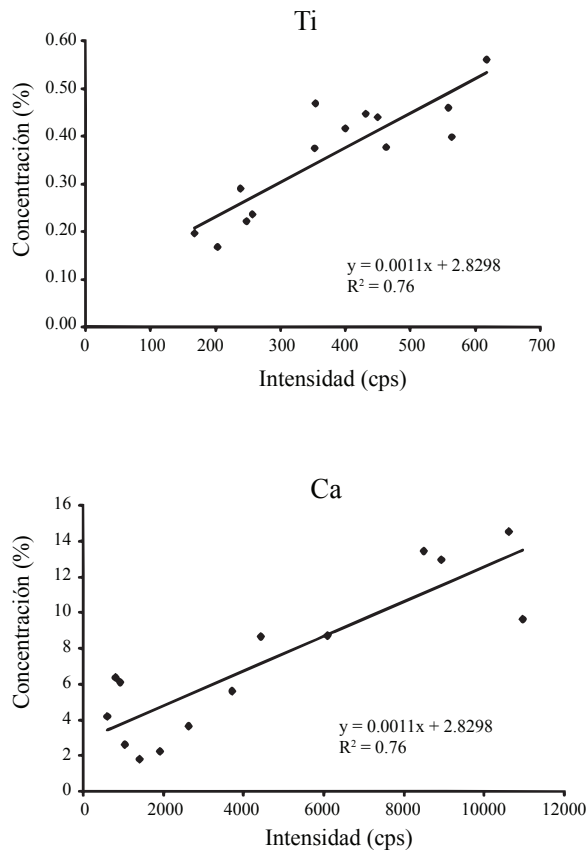 Ti
Concentración (%)
0.60
0.50
0.40
0.30
0.20
0.10
0.00
y = 0.0011x + 2.8298
R² = 0.76
0 100 200 300 400 500 600 700
Intensidad (cps)
Ca
Concentración (%)
16
14
12
10
8
6
4
2
0
y = 0.0011x + 2.8298
R² = 0.76
0 2000 4000 6000 8000 10000 12000
Intensidad (cps)